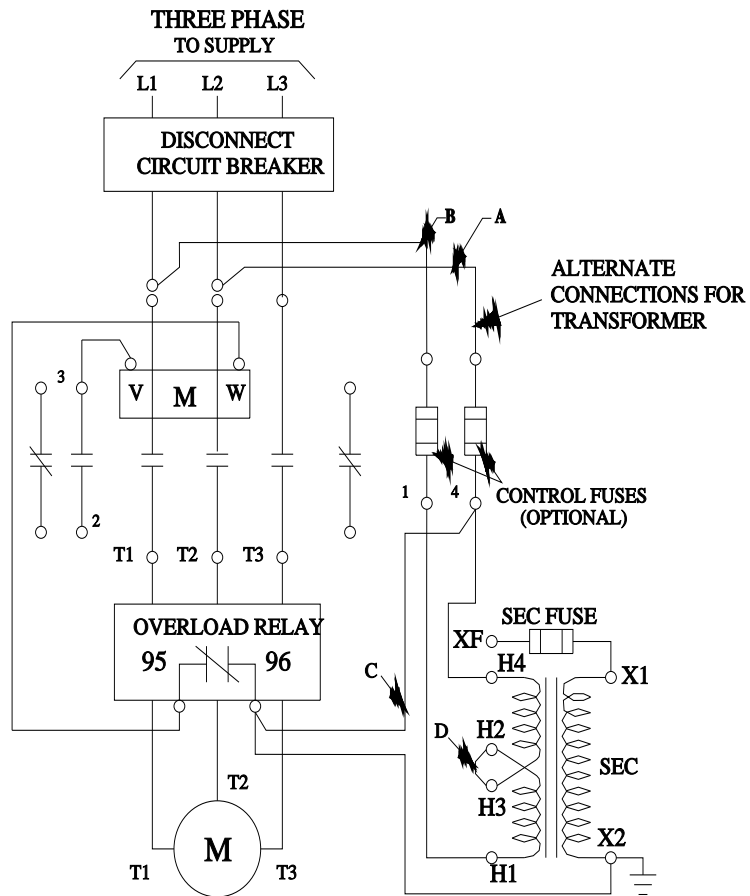 THREE PHASE
TO SUPPLY
L1 L2 L3
DISCONNECT
CIRCUIT BREAKER
B A
ALTERNATE
CONNECTIONS FOR
TRANSFORMER
3 V M W
1 4 CONTROL FUSES
(OPTIONAL)
2
T1 T2 T3
SEC FUSE
OVERLOAD RELAY
XF
95 96
H4 X1
C
D H2
SEC
T2 H3
M
X2
T1 T3 H1